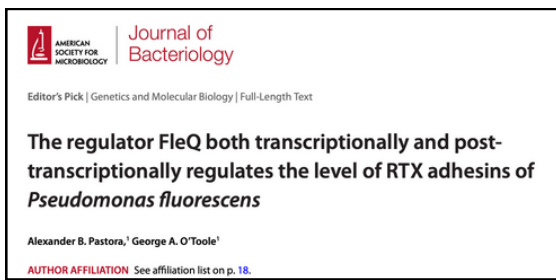 AMERICAN
SOCIETY FOR
MICROBIOLOGY
Journal of
Bacteriology
Editor's Pick | Genetics and Molecular Biology | Full-Length Text
The regulator FleQ both transcriptionally and post-
transcriptionally regulates the level of RTX adhesins of
Pseudomonas fluorescens
Alexander B. Pastora,¹ George A. O'Toole¹
AUTHOR AFFILIATION See affiliation list on p. 18.